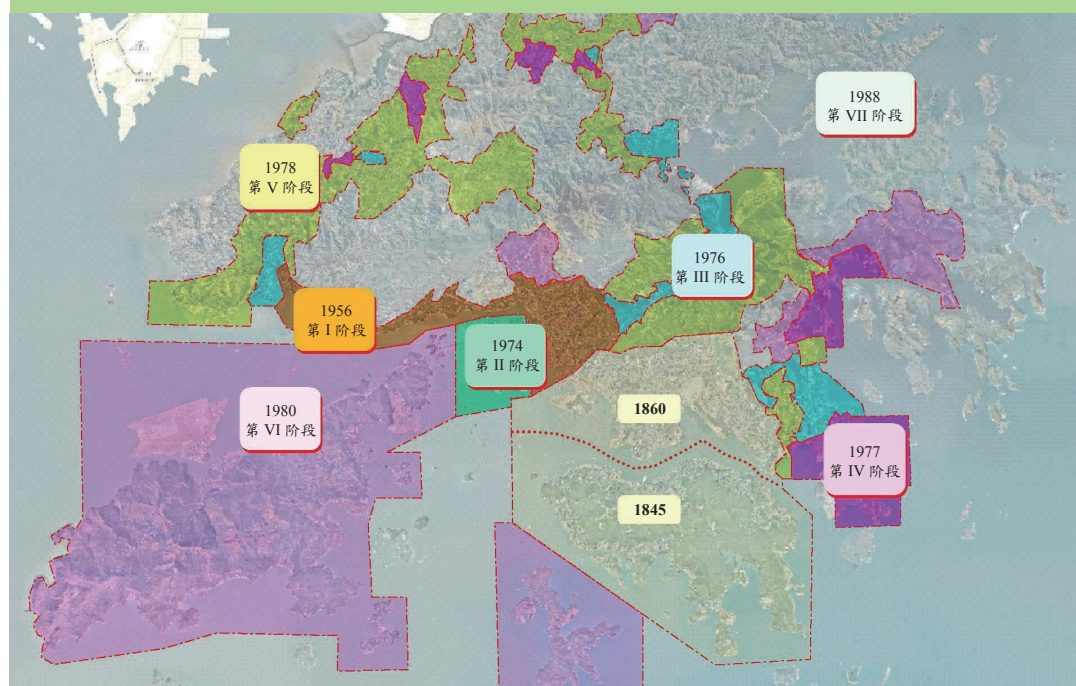 1988
第 VII 阶段
1978
第 V 阶段
1976
第 III 阶段
1956
第 I 阶段
1974
第 II 阶段
1980
第 VI 阶段
1860
1977
第 IV 阶段
1845